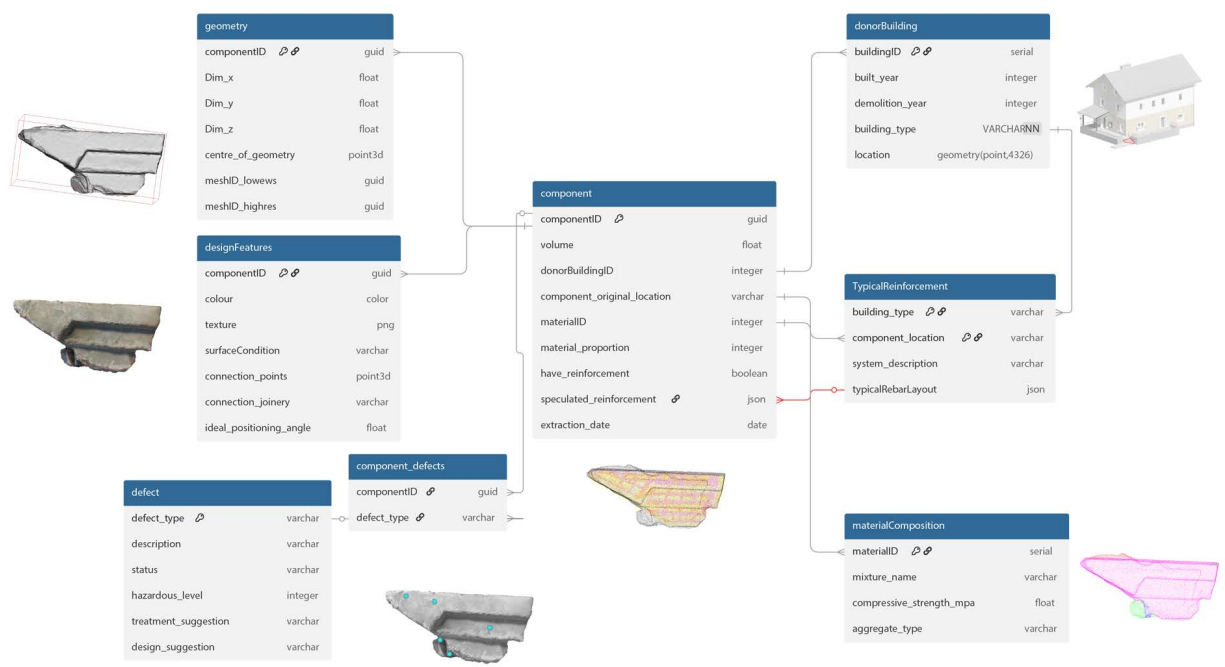 geometry
componentID guid
Dim_x float
Dim_y float
Dim_z float
centre_of_geometry point3d
meshID_lowews guid
meshID_highres guid
designFeatures
componentID guid
colour color
texture png
surfaceCondition varchar
connection_points point3d
connection_joinery varchar
ideal_positioning_angle float
component_defects
componentID guid
defect_type varchar
defect
defect_type varchar
description varchar
status varchar
hazardous_level integer
treatment_suggestion varchar
design_suggestion varchar
component
componentID guid
volume float
donorBuildingID integer
component_original_location varchar
materialID integer
material_proportion integer
have_reinforcement boolean
speculated_reinforcement json
extraction_date date
donorBuilding
buildingID serial
built_year integer
demolition_year integer
building_type VARCHARNN
location geometry(point,4326)
TypicalReinforcement
building_type varchar
component_location varchar
system_description varchar
typicalRebarLayout json
materialComposition
materialID serial
mixture_name varchar
compressive_strength_mpa float
aggregate_type varchar